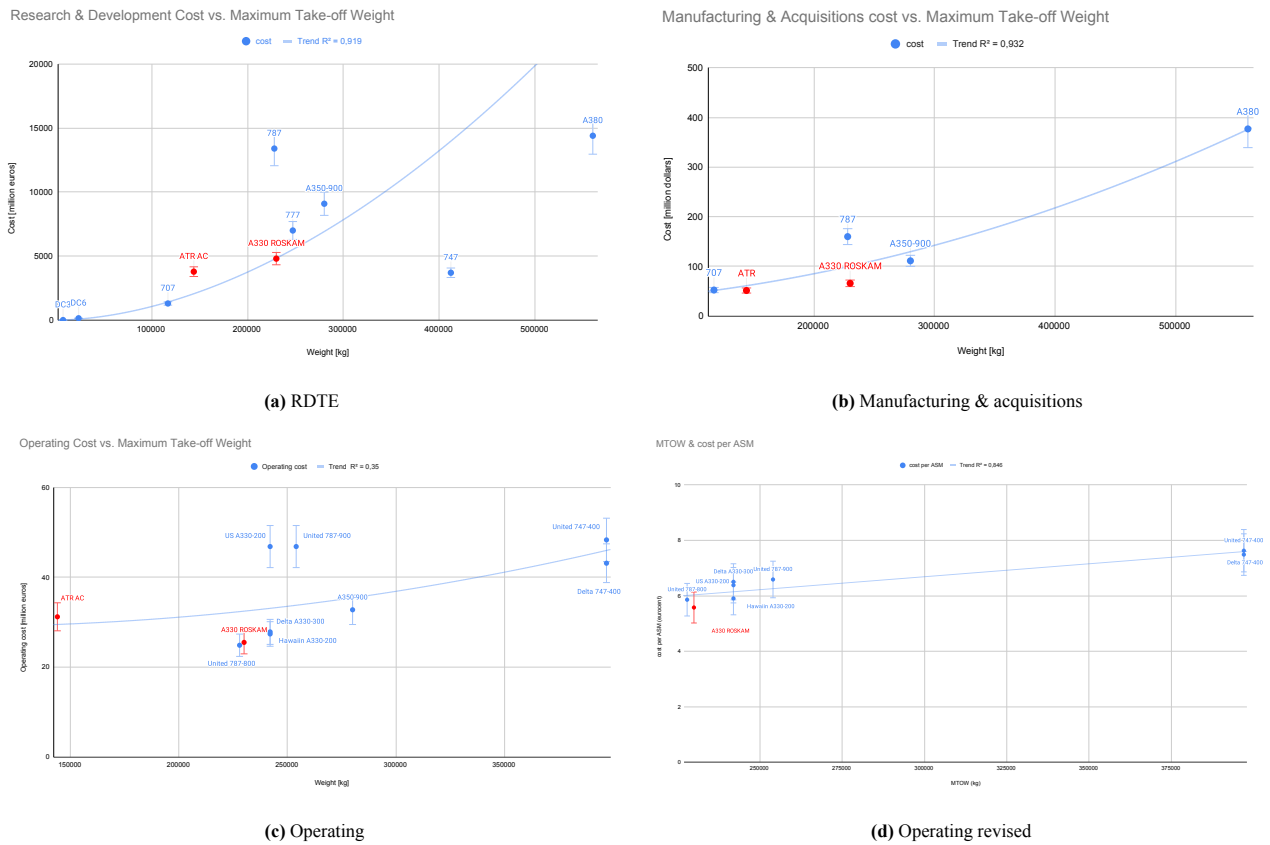 Research & Development Cost vs. Maximum Take-off Weight
cost Trend R² = 0,919
20000
15000
10000
5000
0
Cost [million euros]
DC3
DC6
707
ATR AC
787
A330 ROSKAM
777
A350-900
747
A380
100000 200000 300000 400000 500000
Weight [kg]
(a) RDTE
Manufacturing & Acquisitions cost vs. Maximum Take-off Weight
cost Trend R² = 0,932
500
400
300
200
100
0
Cost [million dollars]
707
ATR
787
A330 ROSKAM
A350-900
A380
200000 300000 400000 500000
Weight [kg]
(b) Manufacturing & acquisitions
Operating Cost vs. Maximum Take-off Weight
Operating cost Trend R² = 0,35
60
40
20
0
Operating cost [million euros]
ATR AC
US A330-200
United 787-900
A350-900
Delta A330-300
A330 ROSKAM
Hawaiin A330-200
United 787-800
United 747-400
Delta 747-400
150000 200000 250000 300000 350000
Weight [kg]
(c) Operating
MTOW & cost per ASM
cost per ASM Trend R² = 0,846
10
8
6
4
2
0
cost per ASM (eurocent)
United 787-800
Delta A330-300
US A330-200
United 787-900
Hawaiin A330-200
A330 ROSKAM
United 747-400
Delta 747-400
250000 275000 300000 325000 350000 375000
MTOW (kg)
(d) Operating revised